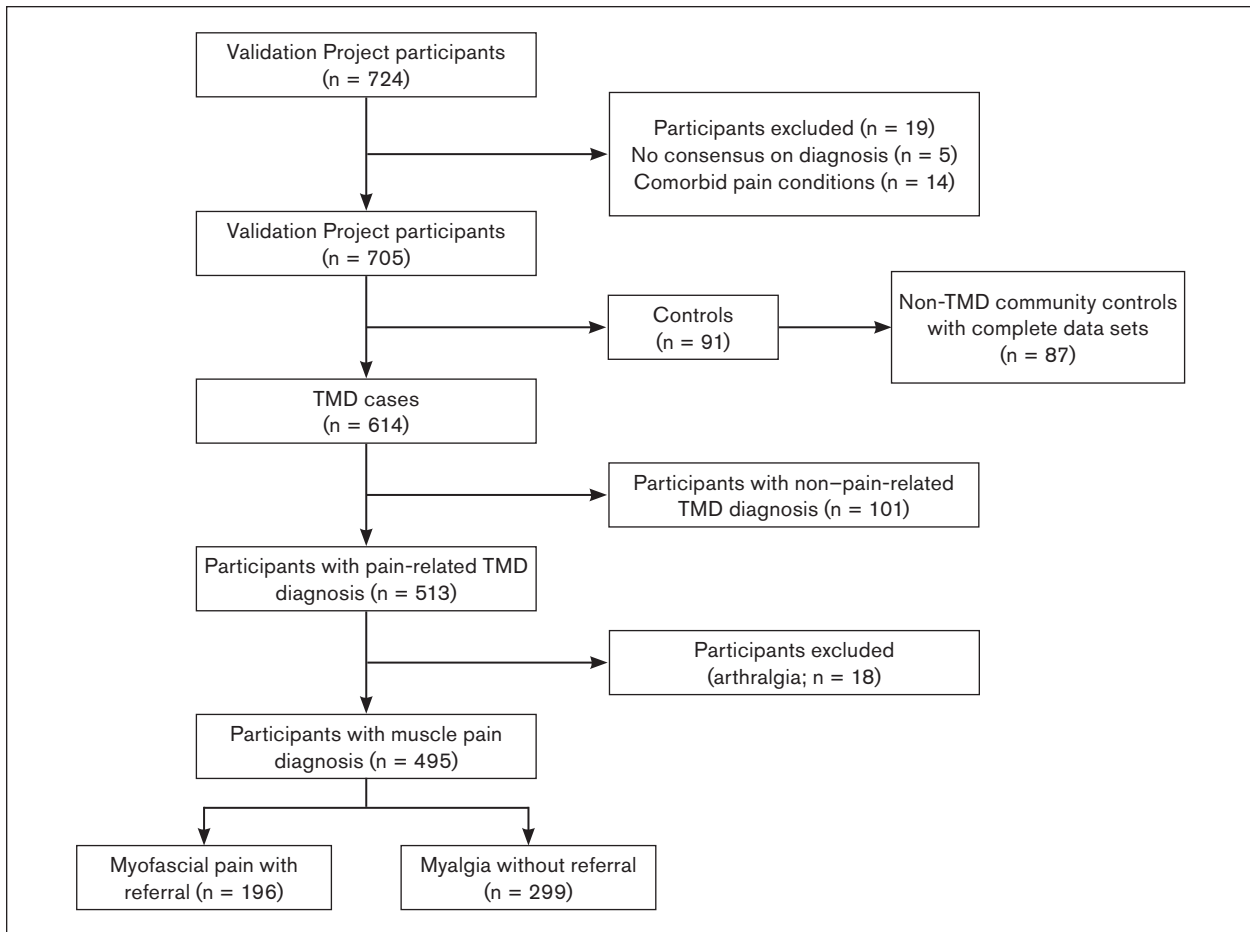 Validation Project participants
(n = 724)
Participants excluded (n = 19)
No consensus on diagnosis (n = 5)
Comorbid pain conditions (n = 14)
Validation Project participants
(n = 705)
Controls
(n = 91)
Non-TMD community controls
with complete data sets
(n = 87)
TMD cases
(n = 614)
Participants with non–pain-related
TMD diagnosis (n = 101)
Participants with pain-related TMD
diagnosis (n = 513)
Participants excluded
(arthralgia; n = 18)
Participants with muscle pain
diagnosis (n = 495)
Myofascial pain with
referral (n = 196)
Myalgia without referral
(n = 299)